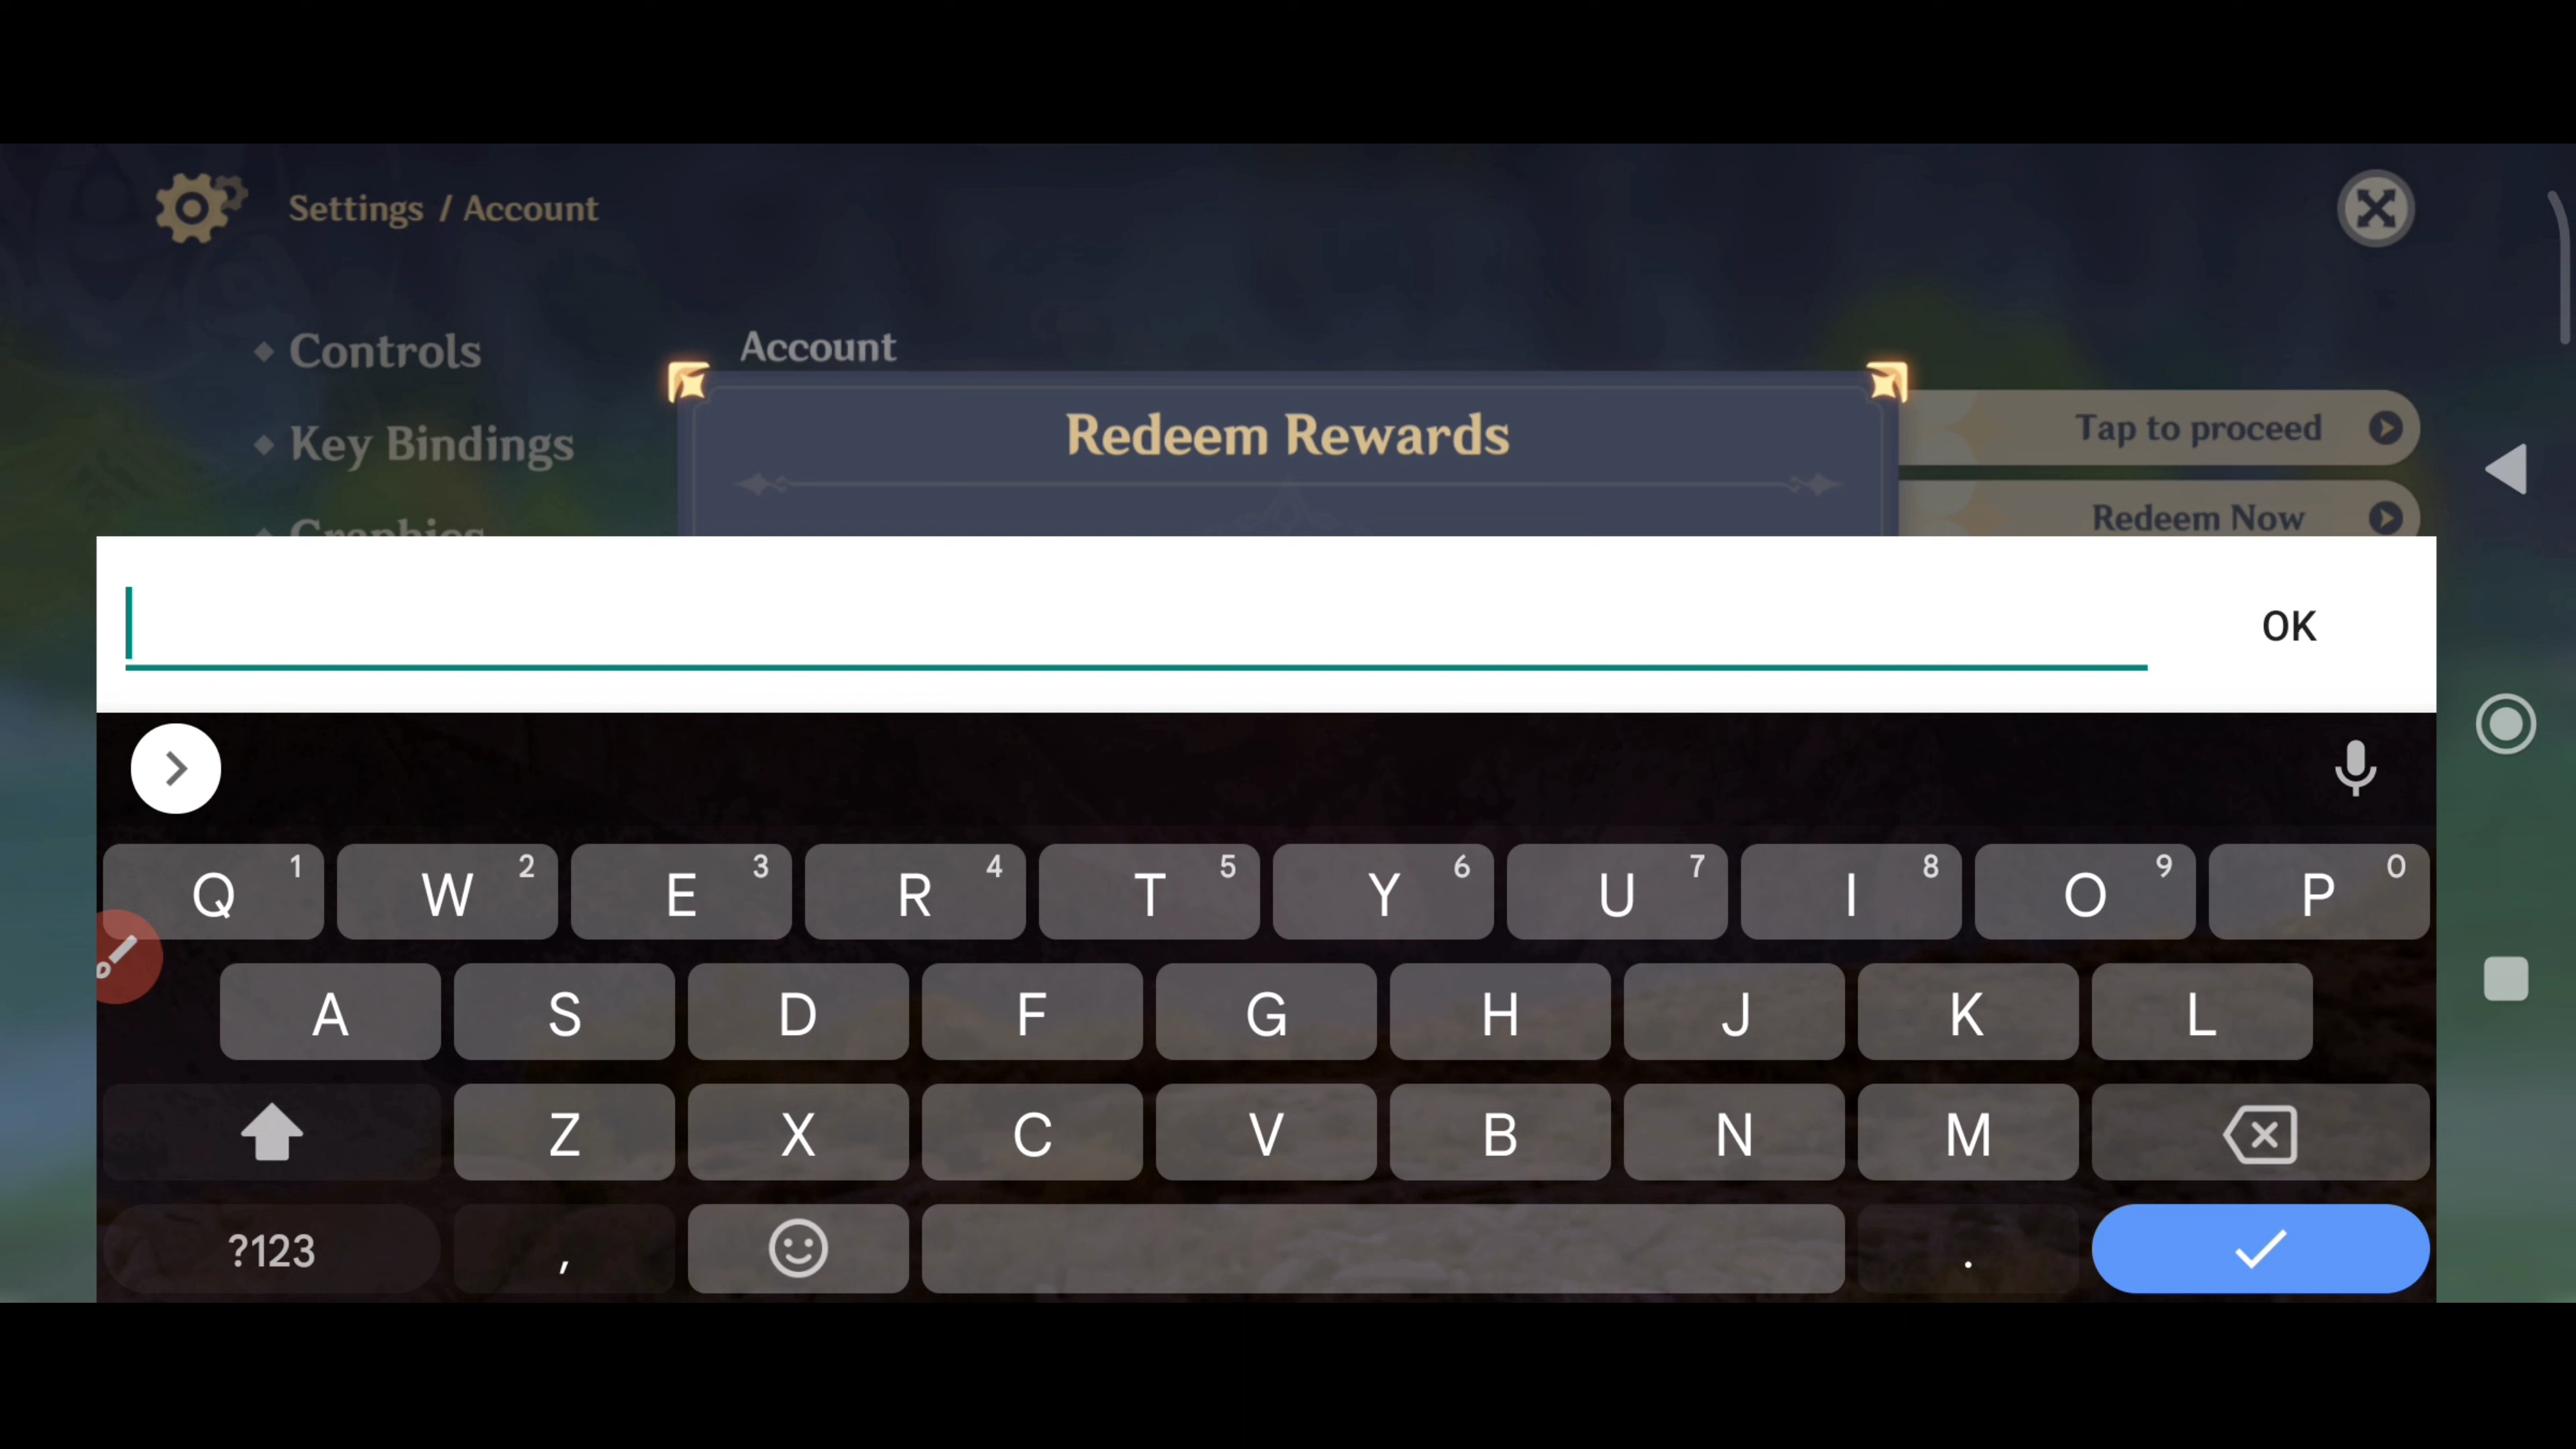 Settings / Account
Controls
Account
Key Bindings
Redeem Rewards
Tap to proceed
Graphics
Redeem Now
OK
Q 1 W 2 E 3 R 4 T 5 Y 6 U 7 I 8 O 9 P 0
A S D F G H J K L
Z X C V B N M
?123 , .